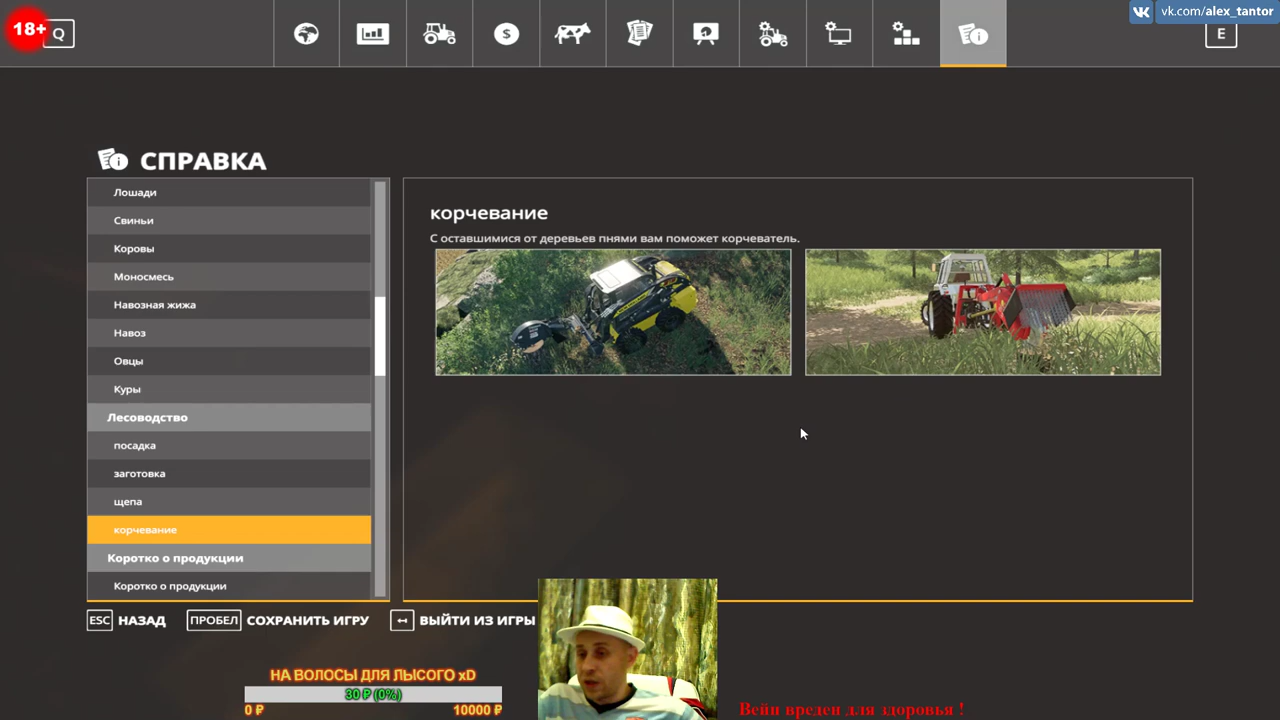 18+
Q
vk.com/alex_tantor
E
СПРАВКА
Лошади
Свиньи
Коровы
Моносмесь
Навозная жижа
Навоз
Овцы
Куры
Лесоводство
посадка
заготовка
щепа
корчевание
Коротко о продукции
Коротко о продукции
корчевание
С оставшимися от деревьев пнями вам поможет корчеватель.
ESC НАЗАД ПРОБЕЛ СОХРАНИТЬ ИГРУ ВЫЙТИ ИЗ ИГРЫ
НА ВОЛОСЫ ДЛЯ ЛЫСОГО xD
30 ₽ (0%)
0 ₽ 10000 ₽
Вейп вреден для здоровья !